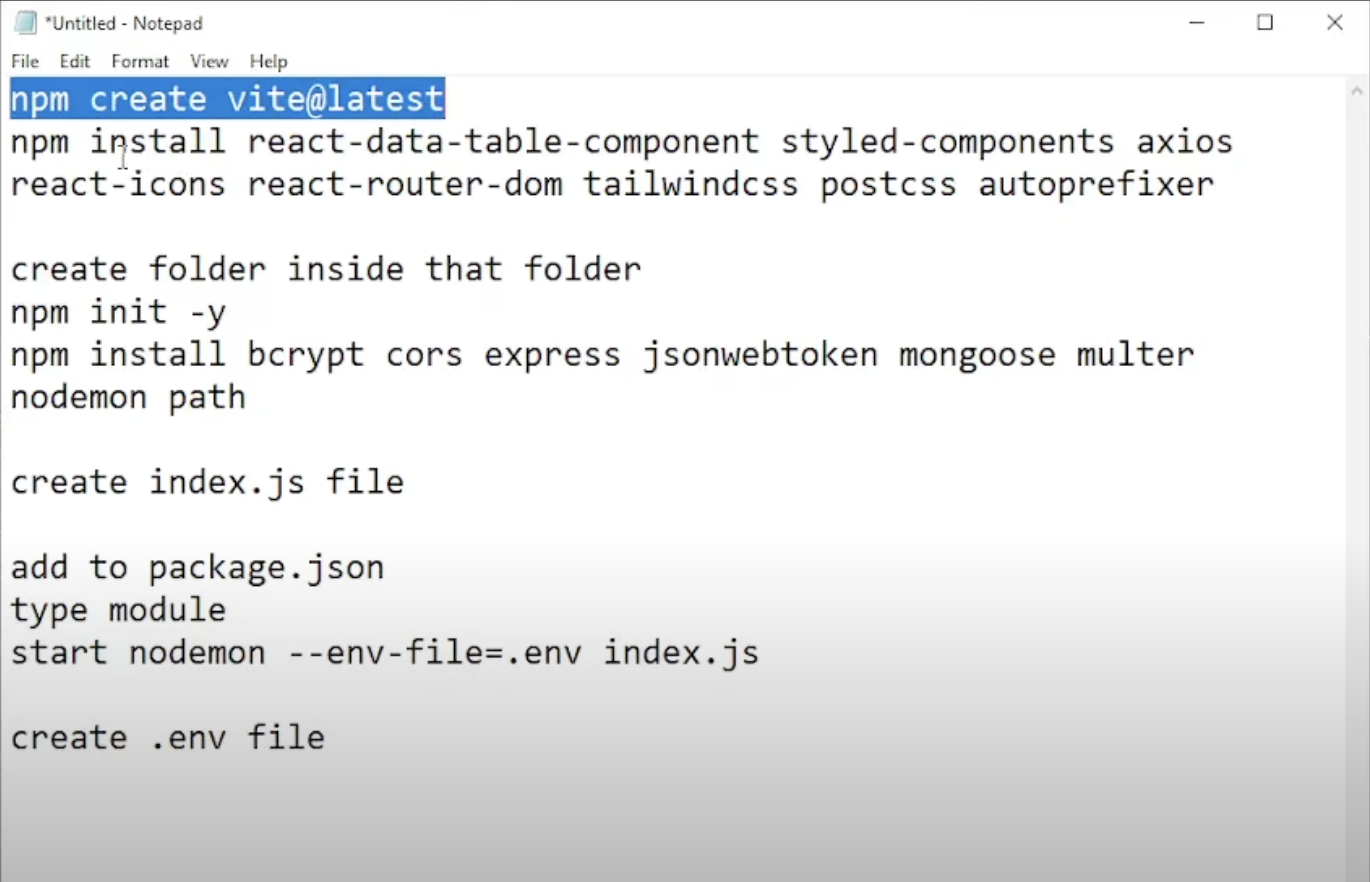 *Untitled - Notepad
File Edit Format View Help
npm create vite@latest
npm install react-data-table-component styled-components axios
react-icons react-router-dom tailwindcss postcss autoprefixer
create folder inside that folder
npm init -y
npm install bcrypt cors express jsonwebtoken mongoose multer
nodemon path
create index.js file
add to package.json
type module
start nodemon --env-file=.env index.js
create .env file